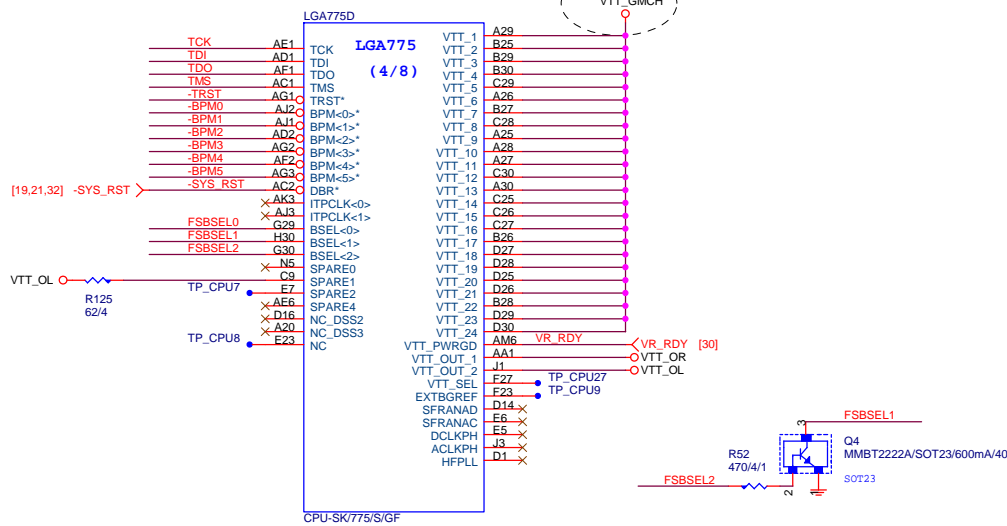 VTT_GMCH
LGA775D
LGA775
(4/8)
TCK AE1 TCK
TDI AD1 TDI
TDO AF1 TDO
TMS AC1 TMS
-TRST AG1 TRST*
-BPM0 AJ2 BPM<0>*
-BPM1 AJ1 BPM<1>*
-BPM2 AD2 BPM<2>*
-BPM3 AG2 BPM<3>*
-BPM4 AF2 BPM<4>*
-BPM5 AG3 BPM<5>*
[19,21,32] -SYS_RST -SYS_RST AC2 DBR*
AK3 ITPCLK<0>
AJ3 ITPCLK<1>
FSBSEL0 G29 BSEL<0>
FSBSEL1 H30 BSEL<1>
FSBSEL2 G30 BSEL<2>
N5 SPARE0
VTT_OL C9 SPARE1
R125
62/4
TP_CPU7 E7 SPARE2
AE6 SPARE4
D16 NC_DSS2
A20 NC_DSS3
TP_CPU8 E23 NC
VTT_1 A29
VTT_2 B25
VTT_3 B29
VTT_4 B30
VTT_5 C29
VTT_6 A26
VTT_7 B27
VTT_8 C28
VTT_9 A25
VTT_10 A28
VTT_11 A27
VTT_12 C30
VTT_13 A30
VTT_14 C25
VTT_15 C26
VTT_16 C27
VTT_17 B26
VTT_18 D27
VTT_19 D28
VTT_20 D25
VTT_21 D26
VTT_22 B28
VTT_23 D29
VTT_24 D30
VTT_PWRGD AM6 VR_RDY VR_RDY [30]
VTT_OUT_1 AA1 VTT_OR
VTT_OUT_2 J1 VTT_OL
VTT_SEL F27 TP_CPU27
EXTBGREF F23 TP_CPU9
SFRANAD D14
SFRANAC E6
DCLKPH E5
ACLKPH J3
HFPLL D1
CPU-SK/775/S/GF
FSBSEL1
3
Q4
MMBT2222A/SOT23/600mA/40
SOT23
R52
470/4/1
FSBSEL2
2
1